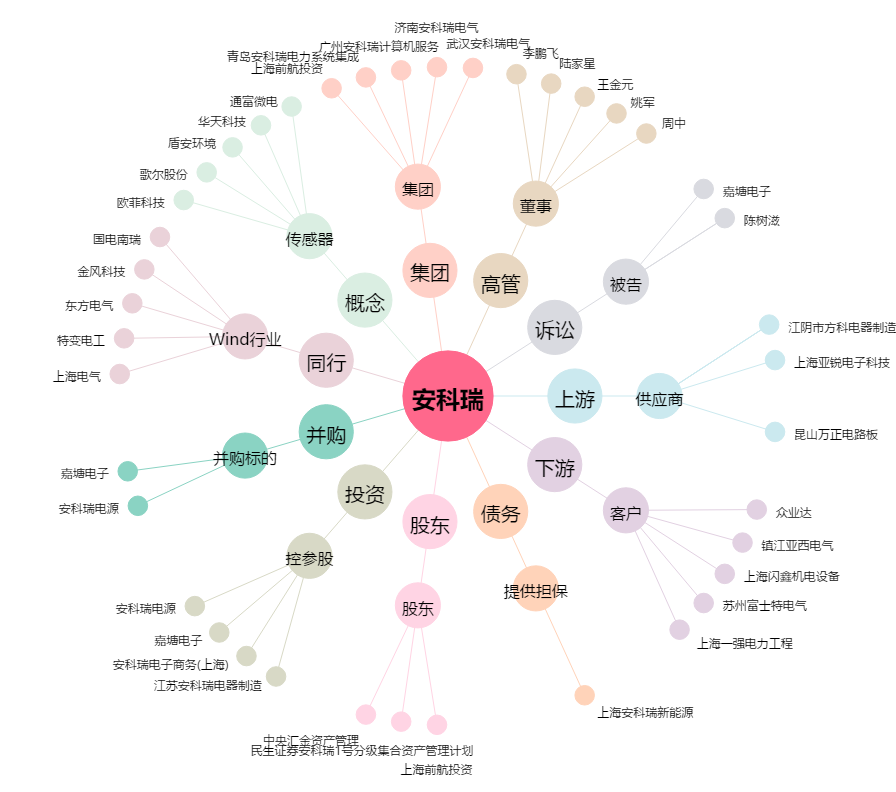 济南安科瑞电气
广州安科瑞计算机服务
武汉安科瑞电气
青岛安科瑞电力系统集成
上海前航投资
李鹏飞
陆家星
王金元
姚军
周中
通富微电
华天科技
盾安环境
歌尔股份
欧菲科技
集团
董事
嘉塘电子
陈树滋
传感器
国电南瑞
金风科技
东方电气
特变电工
上海电气
集团
高管
被告
概念
诉讼
Wind行业
同行
江阴市方科电器制造
上海亚锐电子科技
昆山万正电路板
安科瑞
上游
供应商
并购
并购标的
嘉塘电子
安科瑞电源
下游
客户
众业达
镇江亚西电气
上海闪鑫机电设备
苏州富士特电气
上海一强电力工程
投资
股东
债务
控参股
提供担保
安科瑞电源
嘉塘电子
安科瑞电子商务(上海)
江苏安科瑞电器制造
股东
上海安科瑞新能源
中央汇金资产管理
民生证券安科瑞1号分级集合资产管理计划
上海前航投资